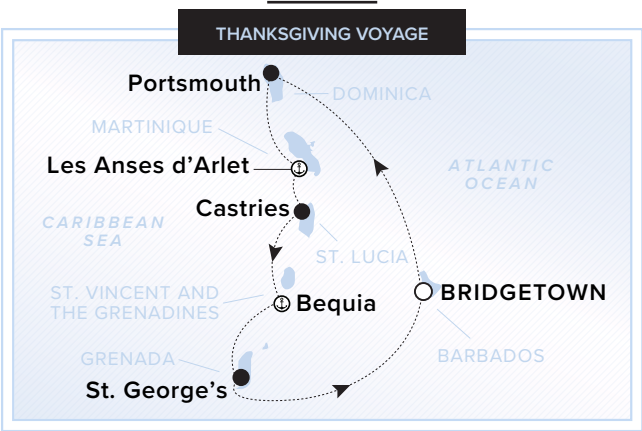 THANKSGIVING VOYAGE
Portsmouth
DOMINICA
MARTINIQUE
Les Anses d’Arlet
ATLANTIC
OCEAN
Castries
CARIBBEAN
SEA
ST. LUCIA
ST. VINCENT AND
THE GRENADINES
Bequia
BRIDGETOWN
BARBADOS
GRENADA
St. George’s